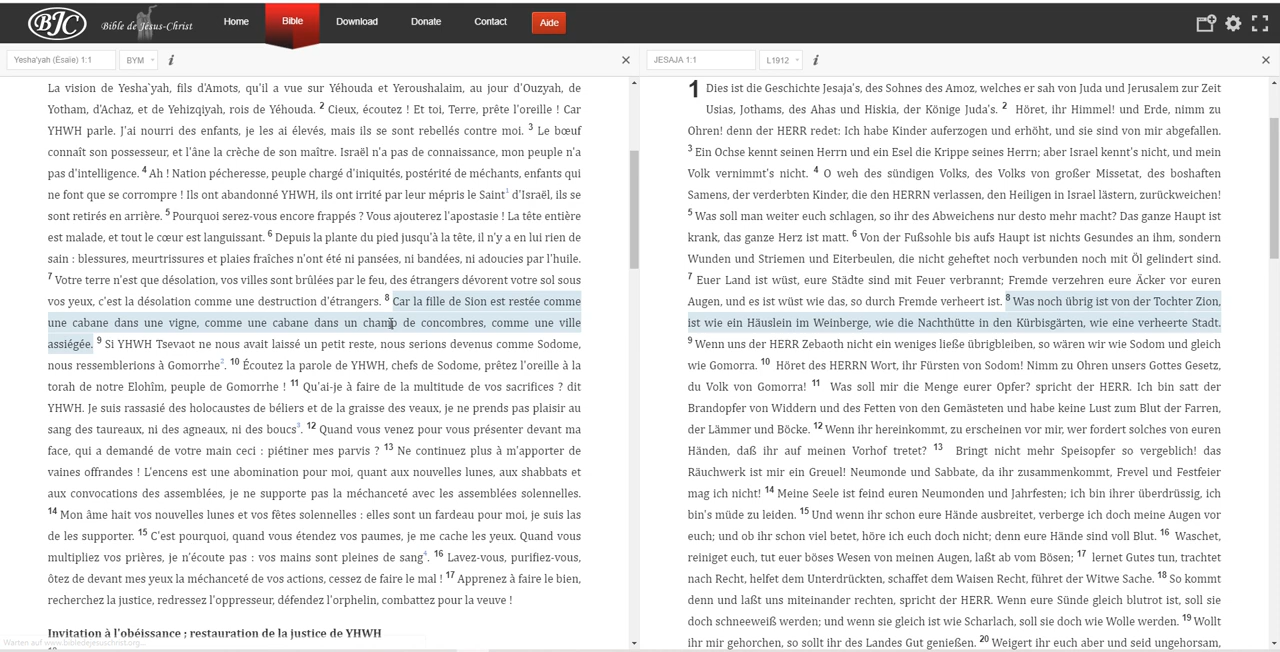 BJC Bible de Jésus-Christ Home Bible Download Donate Contact Aide
Yesha'yah (Ésaïe) 1:1 BYM i
La vision de Yesha`yah, fils d'Amots, qu'il a vue sur Yéhouda et Yeroushalaim, au jour d'Ouzyah, de
Yotham, d'Achaz, et de Yehizqiyah, rois de Yéhouda. 2 Cieux, écoutez ! Et toi, Terre, prête l'oreille ! Car
YHWH parle. J'ai nourri des enfants, je les ai élevés, mais ils se sont rebellés contre moi. 3 Le bœuf
connaît son possesseur, et l'âne la crèche de son maître. Israël n'a pas de connaissance, mon peuple n'a
pas d'intelligence. 4 Ah ! Nation pécheresse, peuple chargé d'iniquités, postérité de méchants, enfants qui
ne font que se corrompre ! Ils ont abandonné YHWH, ils ont irrité par leur mépris le Saint1 d'Israël, ils se
sont retirés en arrière. 5 Pourquoi serez-vous encore frappés ? Vous ajouterez l'apostasie ! La tête entière
est malade, et tout le cœur est languissant. 6 Depuis la plante du pied jusqu'à la tête, il n'y a en lui rien de
sain : blessures, meurtrissures et plaies fraîches n'ont été ni pansées, ni bandées, ni adoucies par l'huile.
7 Votre terre n'est que désolation, vos villes sont brûlées par le feu, des étrangers dévorent votre sol sous
vos yeux, c'est la désolation comme une destruction d'étrangers. 8 Car la fille de Sion est restée comme
une cabane dans une vigne, comme une cabane dans un champ de concombres, comme une ville
assiégée. 9 Si YHWH Tsevaot ne nous avait laissé un petit reste, nous serions devenus comme Sodome,
nous ressemblerions à Gomorrhe2. 10 Écoutez la parole de YHWH, chefs de Sodome, prêtez l'oreille à la
torah de notre Elohîm, peuple de Gomorrhe ! 11 Qu'ai-je à faire de la multitude de vos sacrifices ? dit
YHWH. Je suis rassasié des holocaustes de béliers et de la graisse des veaux, je ne prends pas plaisir au
sang des taureaux, ni des agneaux, ni des boucs3. 12 Quand vous venez pour vous présenter devant ma
face, qui a demandé de votre main ceci : piétiner mes parvis ? 13 Ne continuez plus à m'apporter de
vaines offrandes ! L'encens est une abomination pour moi, quant aux nouvelles lunes, aux shabbats et
aux convocations des assemblées, je ne supporte pas la méchanceté avec les assemblées solennelles.
14 Mon âme hait vos nouvelles lunes et vos fêtes solennelles : elles sont un fardeau pour moi, je suis las
de les supporter. 15 C'est pourquoi, quand vous étendez vos paumes, je me cache les yeux. Quand vous
multipliez vos prières, je n'écoute pas : vos mains sont pleines de sang4. 16 Lavez-vous, purifiez-vous,
ôtez de devant mes yeux la méchanceté de vos actions, cessez de faire le mal ! 17 Apprenez à faire le bien,
recherchez la justice, redressez l'oppresseur, défendez l'orphelin, combattez pour la veuve !
Invitation à l'obéissance ; restauration de la justice de YHWH
Warten auf www.bibledejesuschrist.org...
JESAJA 1:1 L1912 i
1 Dies ist die Geschichte Jesaja's, des Sohnes des Amoz, welches er sah von Juda und Jerusalem zur Zeit
Usias, Jothams, des Ahas und Hiskia, der Könige Juda's. 2 Höret, ihr Himmel! und Erde, nimm zu
Ohren! denn der HERR redet: Ich habe Kinder auferzogen und erhöht, und sie sind von mir abgefallen.
3 Ein Ochse kennt seinen Herrn und ein Esel die Krippe seines Herrn; aber Israel kennt's nicht, und mein
Volk vernimmt's nicht. 4 O weh des sündigen Volks, des Volks von großer Missetat, des boshaften
Samens, der verderbten Kinder, die den HERRN verlassen, den Heiligen in Israel lästern, zurückweichen!
5 Was soll man weiter euch schlagen, so ihr des Abweichens nur desto mehr macht? Das ganze Haupt ist
krank, das ganze Herz ist matt. 6 Von der Fußsohle bis aufs Haupt ist nichts Gesundes an ihm, sondern
Wunden und Striemen und Eiterbeulen, die nicht geheftet noch verbunden noch mit Öl gelindert sind.
7 Euer Land ist wüst, eure Städte sind mit Feuer verbrannt; Fremde verzehren eure Äcker vor euren
Augen, und es ist wüst wie das, so durch Fremde verheert ist. 8 Was noch übrig ist von der Tochter Zion,
ist wie ein Häuslein im Weinberge, wie die Nachthütte in den Kürbisgärten, wie eine verheerte Stadt.
9 Wenn uns der HERR Zebaoth nicht ein weniges ließe übrigbleiben, so wären wir wie Sodom und gleich
wie Gomorra. 10 Höret des HERRN Wort, ihr Fürsten von Sodom! Nimm zu Ohren unsers Gottes Gesetz,
du Volk von Gomorra! 11 Was soll mir die Menge eurer Opfer? spricht der HERR. Ich bin satt der
Brandopfer von Widdern und des Fetten von den Gemästeten und habe keine Lust zum Blut der Farren,
der Lämmer und Böcke. 12 Wenn ihr hereinkommt, zu erscheinen vor mir, wer fordert solches von euren
Händen, daß ihr auf meinen Vorhof tretet? 13 Bringt nicht mehr Speisopfer so vergeblich! das
Räuchwerk ist mir ein Greuel! Neumonde und Sabbate, da ihr zusammenkommt, Frevel und Festfeier
mag ich nicht! 14 Meine Seele ist feind euren Neumonden und Jahrfesten; ich bin ihrer überdrüssig, ich
bin's müde zu leiden. 15 Und wenn ihr schon eure Hände ausbreitet, verberge ich doch meine Augen vor
euch; und ob ihr schon viel betet, höre ich euch doch nicht; denn eure Hände sind voll Blut. 16 Waschet,
reiniget euch, tut euer böses Wesen von meinen Augen, laßt ab vom Bösen; 17 lernet Gutes tun, trachtet
nach Recht, helfet dem Unterdrückten, schaffet dem Waisen Recht, führet der Witwe Sache. 18 So kommt
denn und laßt uns miteinander rechten, spricht der HERR. Wenn eure Sünde gleich blutrot ist, soll sie
doch schneeweiß werden; und wenn sie gleich ist wie Scharlach, soll sie doch wie Wolle werden. 19 Wollt
ihr mir gehorchen, so sollt ihr des Landes Gut genießen. 20 Weigert ihr euch aber und seid ungehorsam,